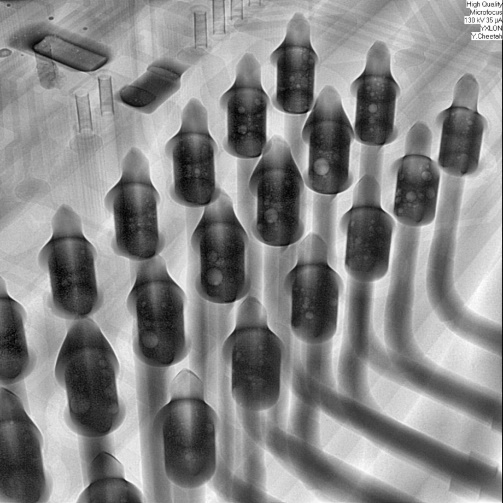 High Quality
Microfocus
130 kV 35 µA
YXLON
Y.Cheetah